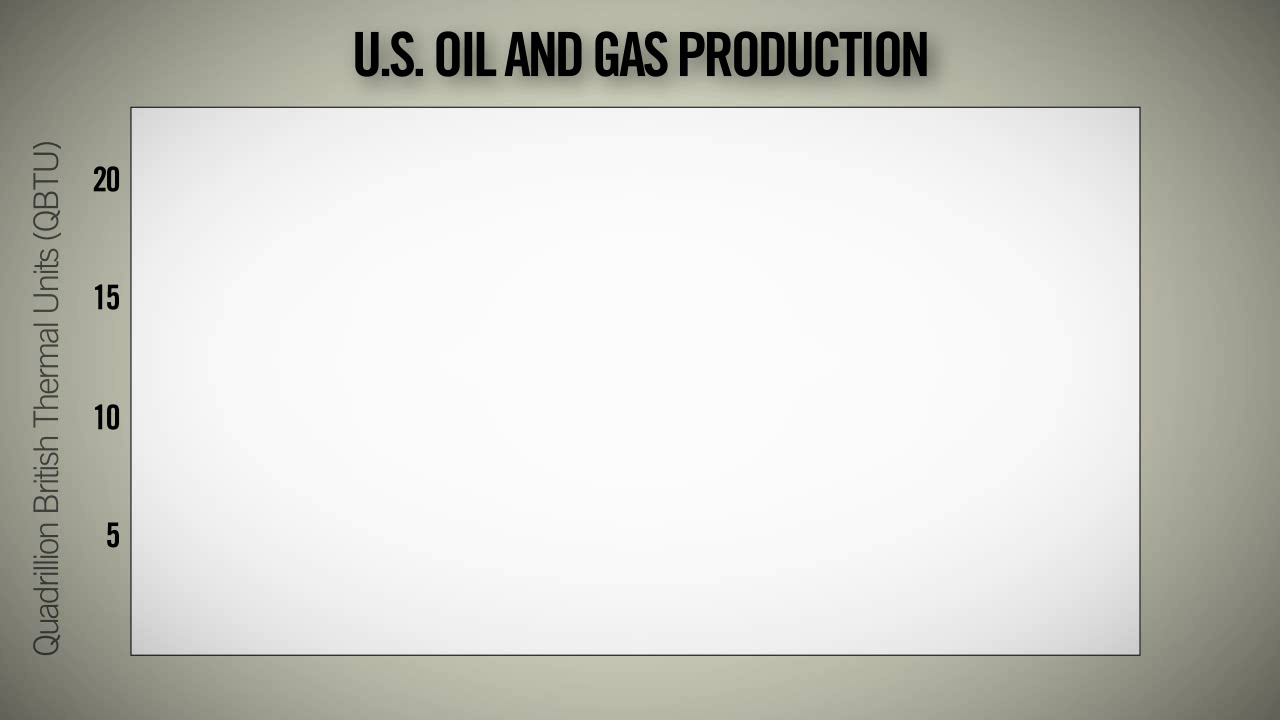 U.S. OIL AND GAS PRODUCTION
Quadrillion British Thermal Units (QBTU)
20
15
10
5